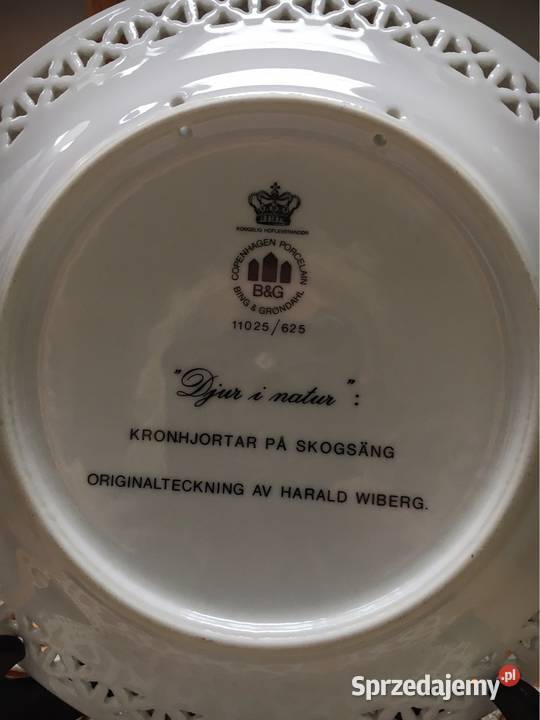 KONGELIG HOFLEVERANDØR
COPENHAGEN PORCELAIN
B&G
BING & GRØNDAHL
11025/625
"Djur i natur":
KRONHJORTAR PÅ SKOGSÄNG
ORIGINALTECKNING AV HARALD WIBERG.
Sprzedajemy.pl